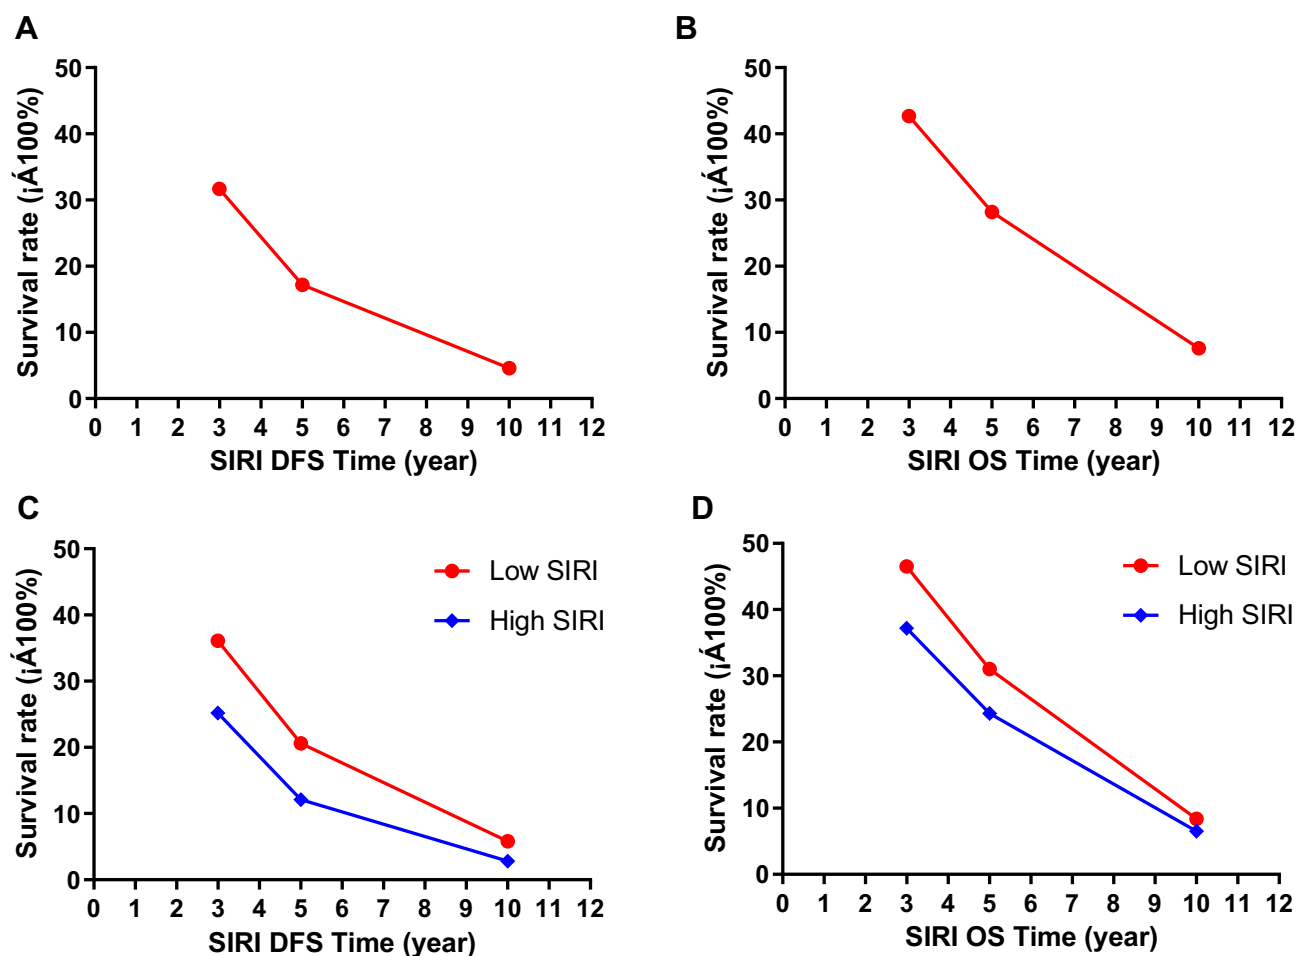 A
Survival rate (¡Á100%)
50
40
30
20
10
0
0 1 2 3 4 5 6 7 8 9 10 11 12
SIRI DFS Time (year)
B
Survival rate (¡Á100%)
50
40
30
20
10
0
0 1 2 3 4 5 6 7 8 9 10 11 12
SIRI OS Time (year)
C
Survival rate (¡Á100%)
50
40
30
20
10
0
0 1 2 3 4 5 6 7 8 9 10 11 12
SIRI DFS Time (year)
Low SIRI
High SIRI
D
Survival rate (¡Á100%)
50
40
30
20
10
0
0 1 2 3 4 5 6 7 8 9 10 11 12
SIRI OS Time (year)
Low SIRI
High SIRI